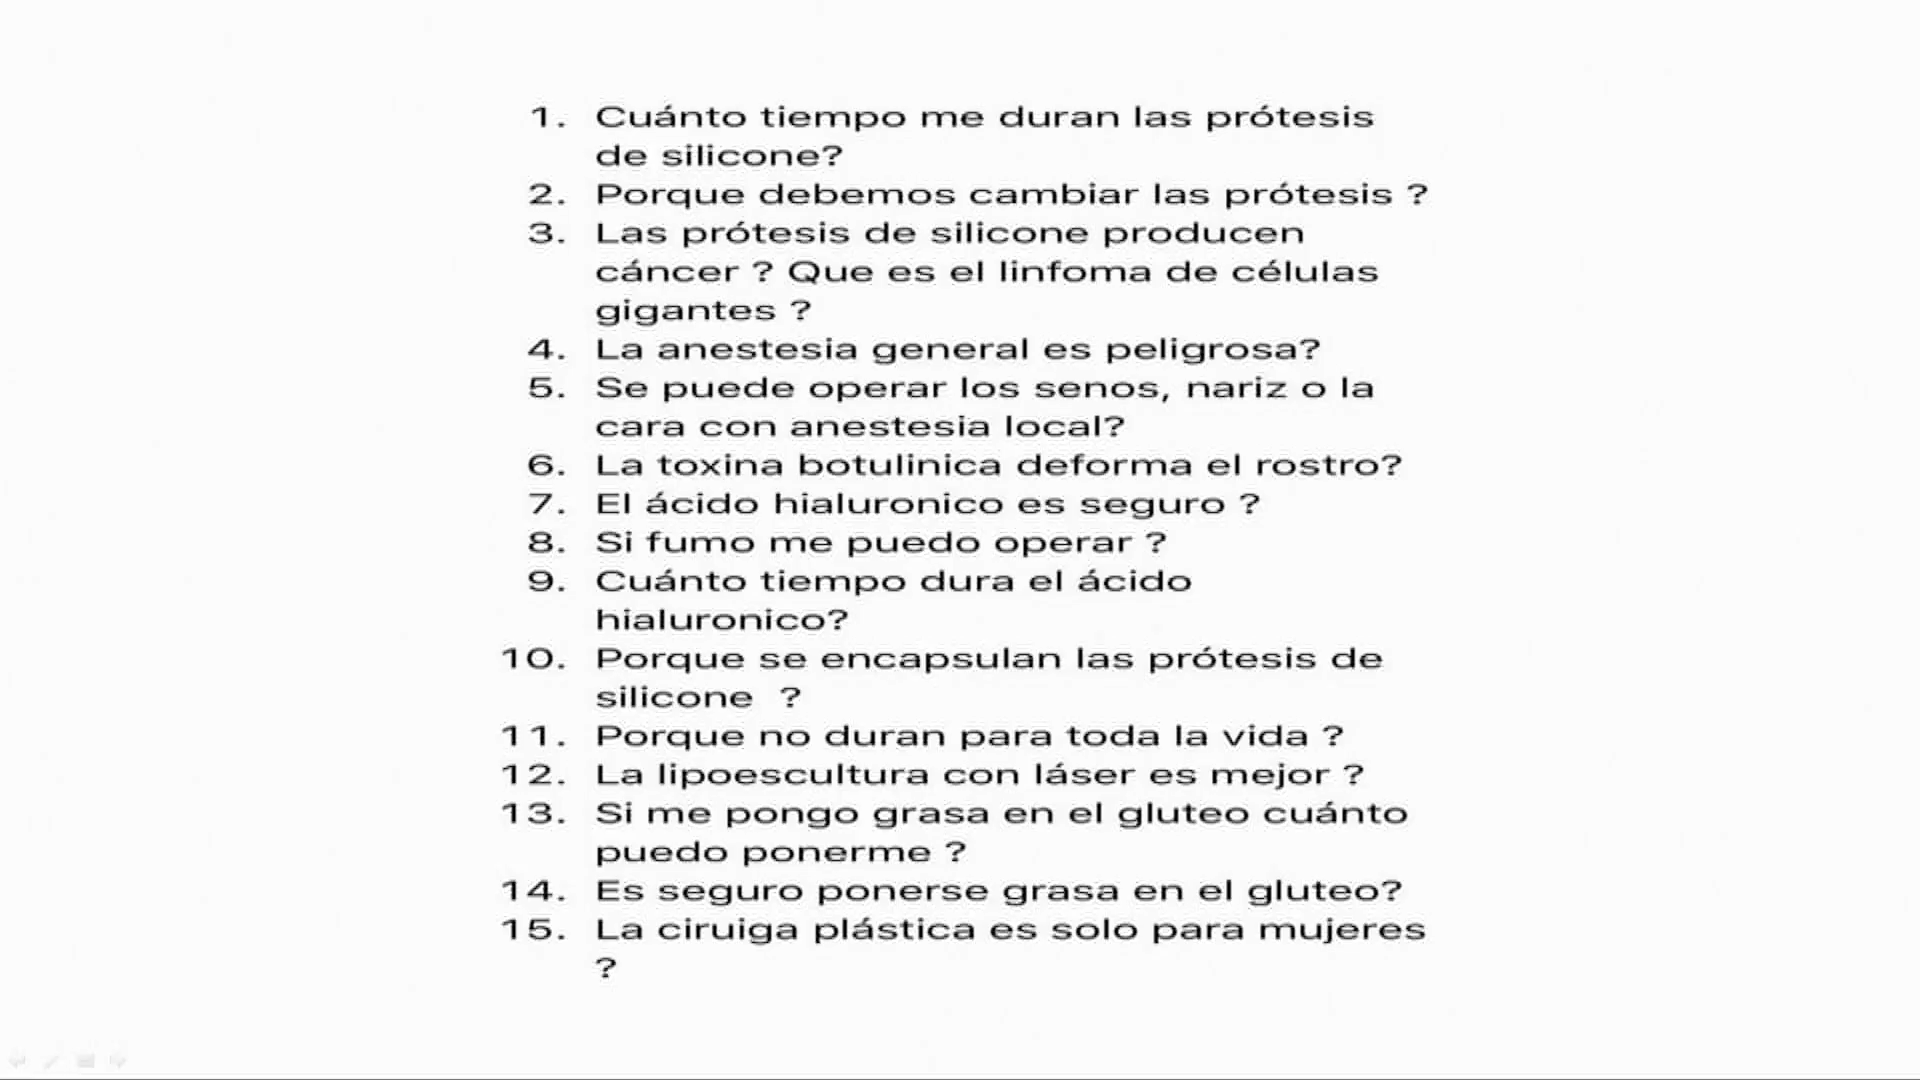 1. Cuánto tiempo me duran las prótesis
de silicone?
2. Porque debemos cambiar las prótesis ?
3. Las prótesis de silicone producen
cáncer ? Que es el linfoma de células
gigantes ?
4. La anestesia general es peligrosa?
5. Se puede operar los senos, nariz o la
cara con anestesia local?
6. La toxina botulinica deforma el rostro?
7. El ácido hialuronico es seguro ?
8. Si fumo me puedo operar ?
9. Cuánto tiempo dura el ácido
hialuronico?
10. Porque se encapsulan las prótesis de
silicone  ?
11. Porque no duran para toda la vida ?
12. La lipoescultura con láser es mejor ?
13. Si me pongo grasa en el gluteo cuánto
puedo ponerme ?
14. Es seguro ponerse grasa en el gluteo?
15. La ciruiga plástica es solo para mujeres
?